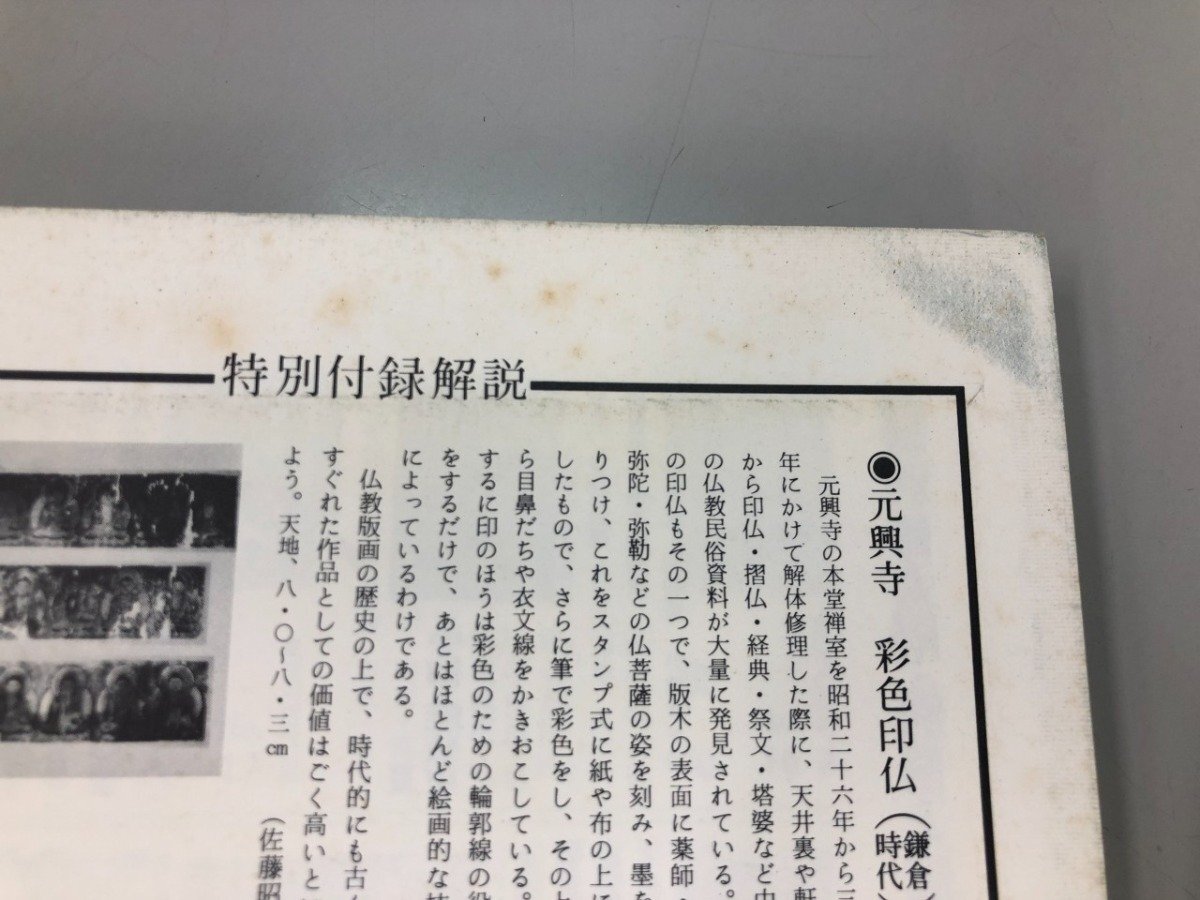 特別付録解説
◉元興寺 彩色印仏（鎌倉時代）
元興寺の本堂禅室を昭和二十六年から三
年にかけて解体修理した際に、天井裏や軒
から印仏・摺仏・経典・祭文・塔婆など中
の仏教民俗資料が大量に発見されている。
の印仏もその一つで、版木の表面に薬師・
弥陀・弥勒などの仏菩薩の姿を刻み、墨を
りつけ、これをスタンプ式に紙や布の上に
したもので、さらに筆で彩色をし、その上
ら目鼻だちや衣文線をかきおこしている。
するに印のほうは彩色のための輪郭線の役
をするだけで、あとはほとんど絵画的な技
によっているわけである。
仏教版画の歴史の上で、時代的にも古く
すぐれた作品としての価値はごく高いと
よう。天地、八・〇〜八・三㎝
（佐藤昭